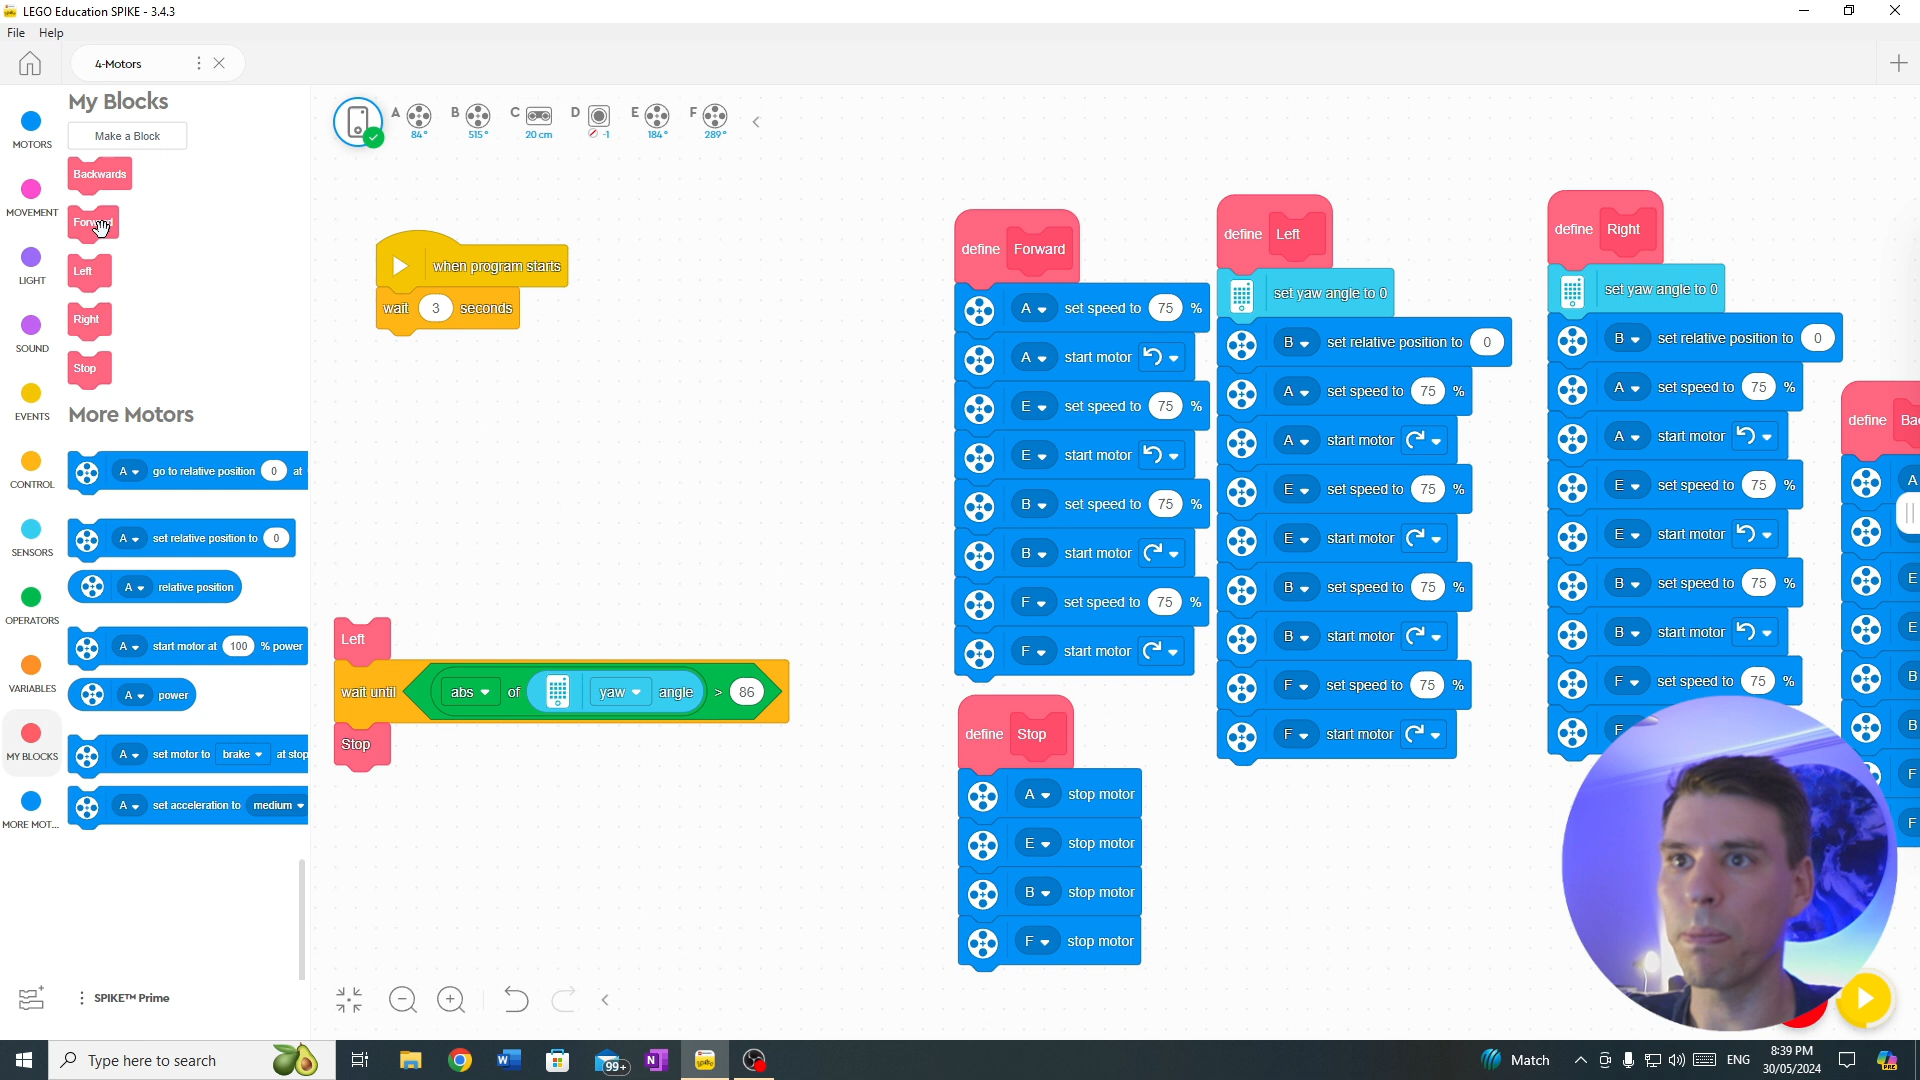 LEGO Education SPIKE - 3.4.3
File Help
4-Motors
My Blocks
Make a Block
Backwards
Left
Right
Stop
More Motors
A go to relative position 0 at
A set relative position to 0
A relative position
A start motor at 100 % power
A power
A set motor to brake at stop
A set acceleration to medium
SPIKE™ Prime
MOTORS
MOVEMENT
LIGHT
SOUND
EVENTS
CONTROL
SENSORS
OPERATORS
VARIABLES
MY BLOCKS
MORE MOT...
A 84°
B 515°
C 20 cm
D -1
E 184°
F 289°
when program starts
wait 3 seconds
Left
wait until abs of yaw angle > 86
Stop
define Forward
A set speed to 75 %
A start motor
E set speed to 75 %
E start motor
B set speed to 75 %
B start motor
F set speed to 75 %
F start motor
define Stop
A stop motor
E stop motor
B stop motor
F stop motor
define Left
set yaw angle to 0
B set relative position to 0
A set speed to 75 %
A start motor
E set speed to 75 %
E start motor
B set speed to 75 %
B start motor
F set speed to 75 %
F start motor
define Right
set yaw angle to 0
B set relative position to 0
A set speed to 75 %
A start motor
E set speed to 75 %
E start motor
B set speed to 75 %
B start motor
F set speed to 75 %
F
define Ba
A
E
E
B
B
F
F
Type here to search
99+
Match
ENG
8:39 PM
30/05/2024
PRE